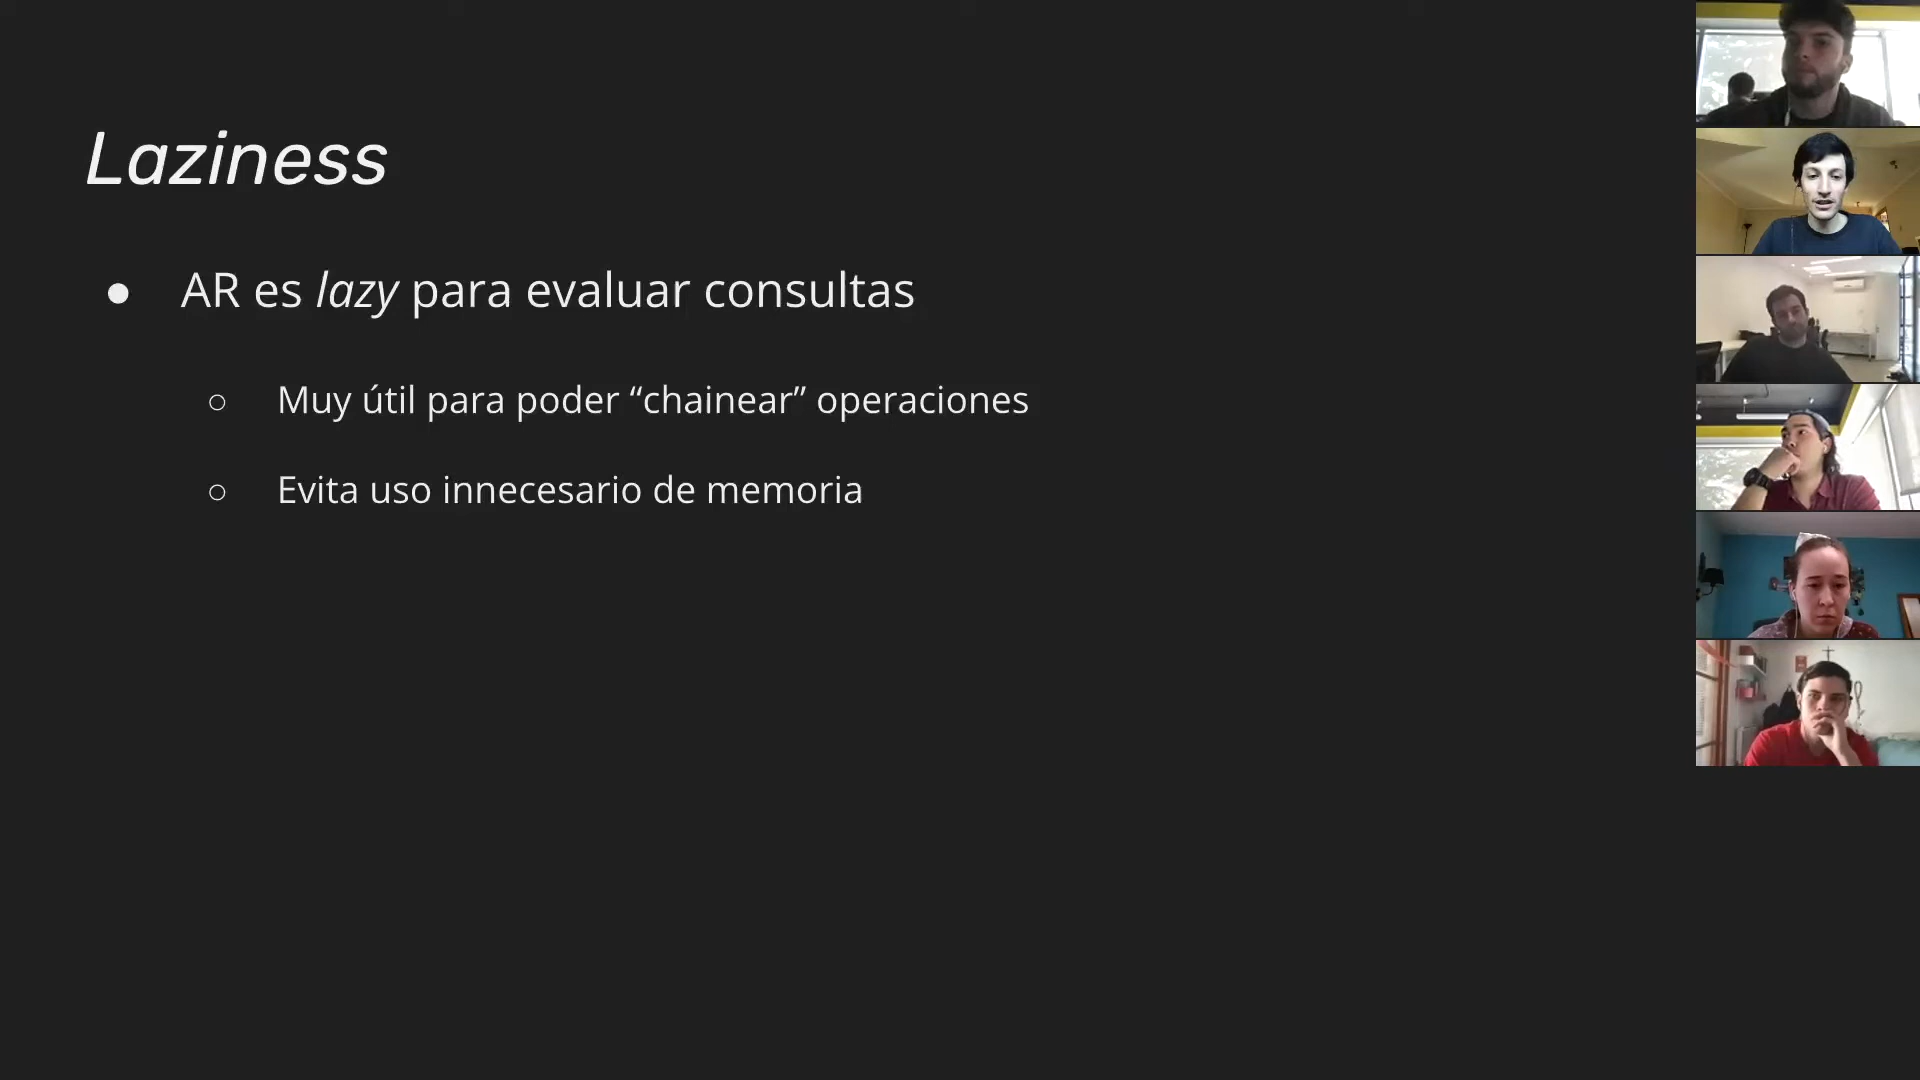 Laziness
● AR es lazy para evaluar consultas
○ Muy útil para poder “chainear” operaciones
○ Evita uso innecesario de memoria